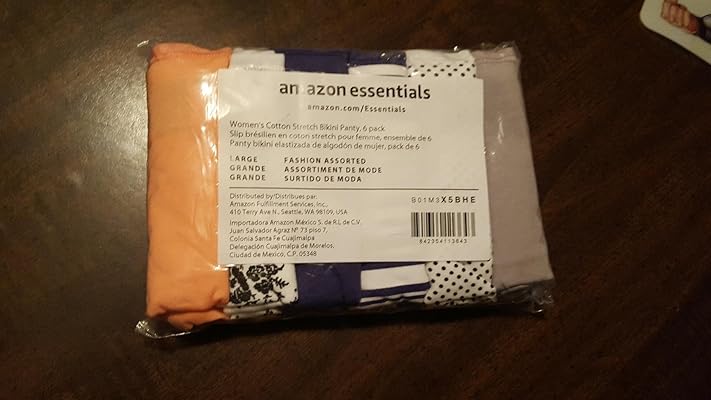 amazon essentials
amazon.com/Essentials
Women's Cotton Stretch Bikini Panty, 6 pack
Slip brésilien en coton stretch pour femme, ensemble de 6
Panty bikini elastizada de algodón de mujer, pack de 6
LARGE FASHION ASSORTED
GRANDE ASSORTIMENT DE MODE
GRANDE SURTIDO DE MODA
Distributed by/Distribues par,
Amazon Fulfillment Services, Inc.,
410 Terry Ave N., Seattle, WA 98109, USA
Importadora Amazon México S. de R.L de C.V.
Juan Salvador Agraz Nº 73 piso 7,
Colonia Santa Fe Cuajimalpa
Delegación Cuajimalpa de Morelos,
Ciudad de Mexico, C.P. 05348
B01M3X5BHE
842354113643